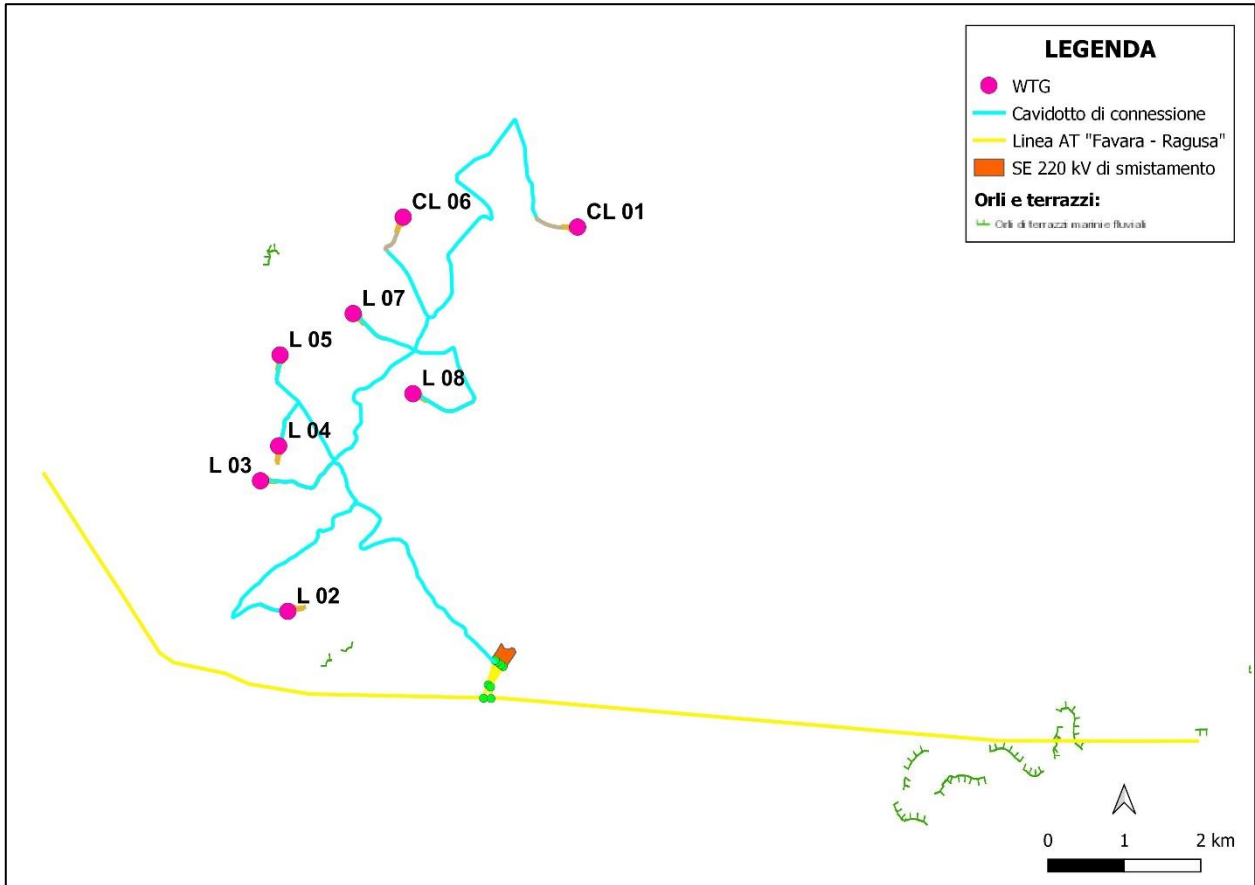 LEGENDA
WTG
Cavidotto di connessione
Linea AT "Favara - Ragusa"
SE 220 kV di smistamento
Orli e terrazzi:
Orli di terrazzi marini e fluviali
CL 06
CL 01
L 07
L 05
L 08
L 04
L 03
L 02
0 1 2 km